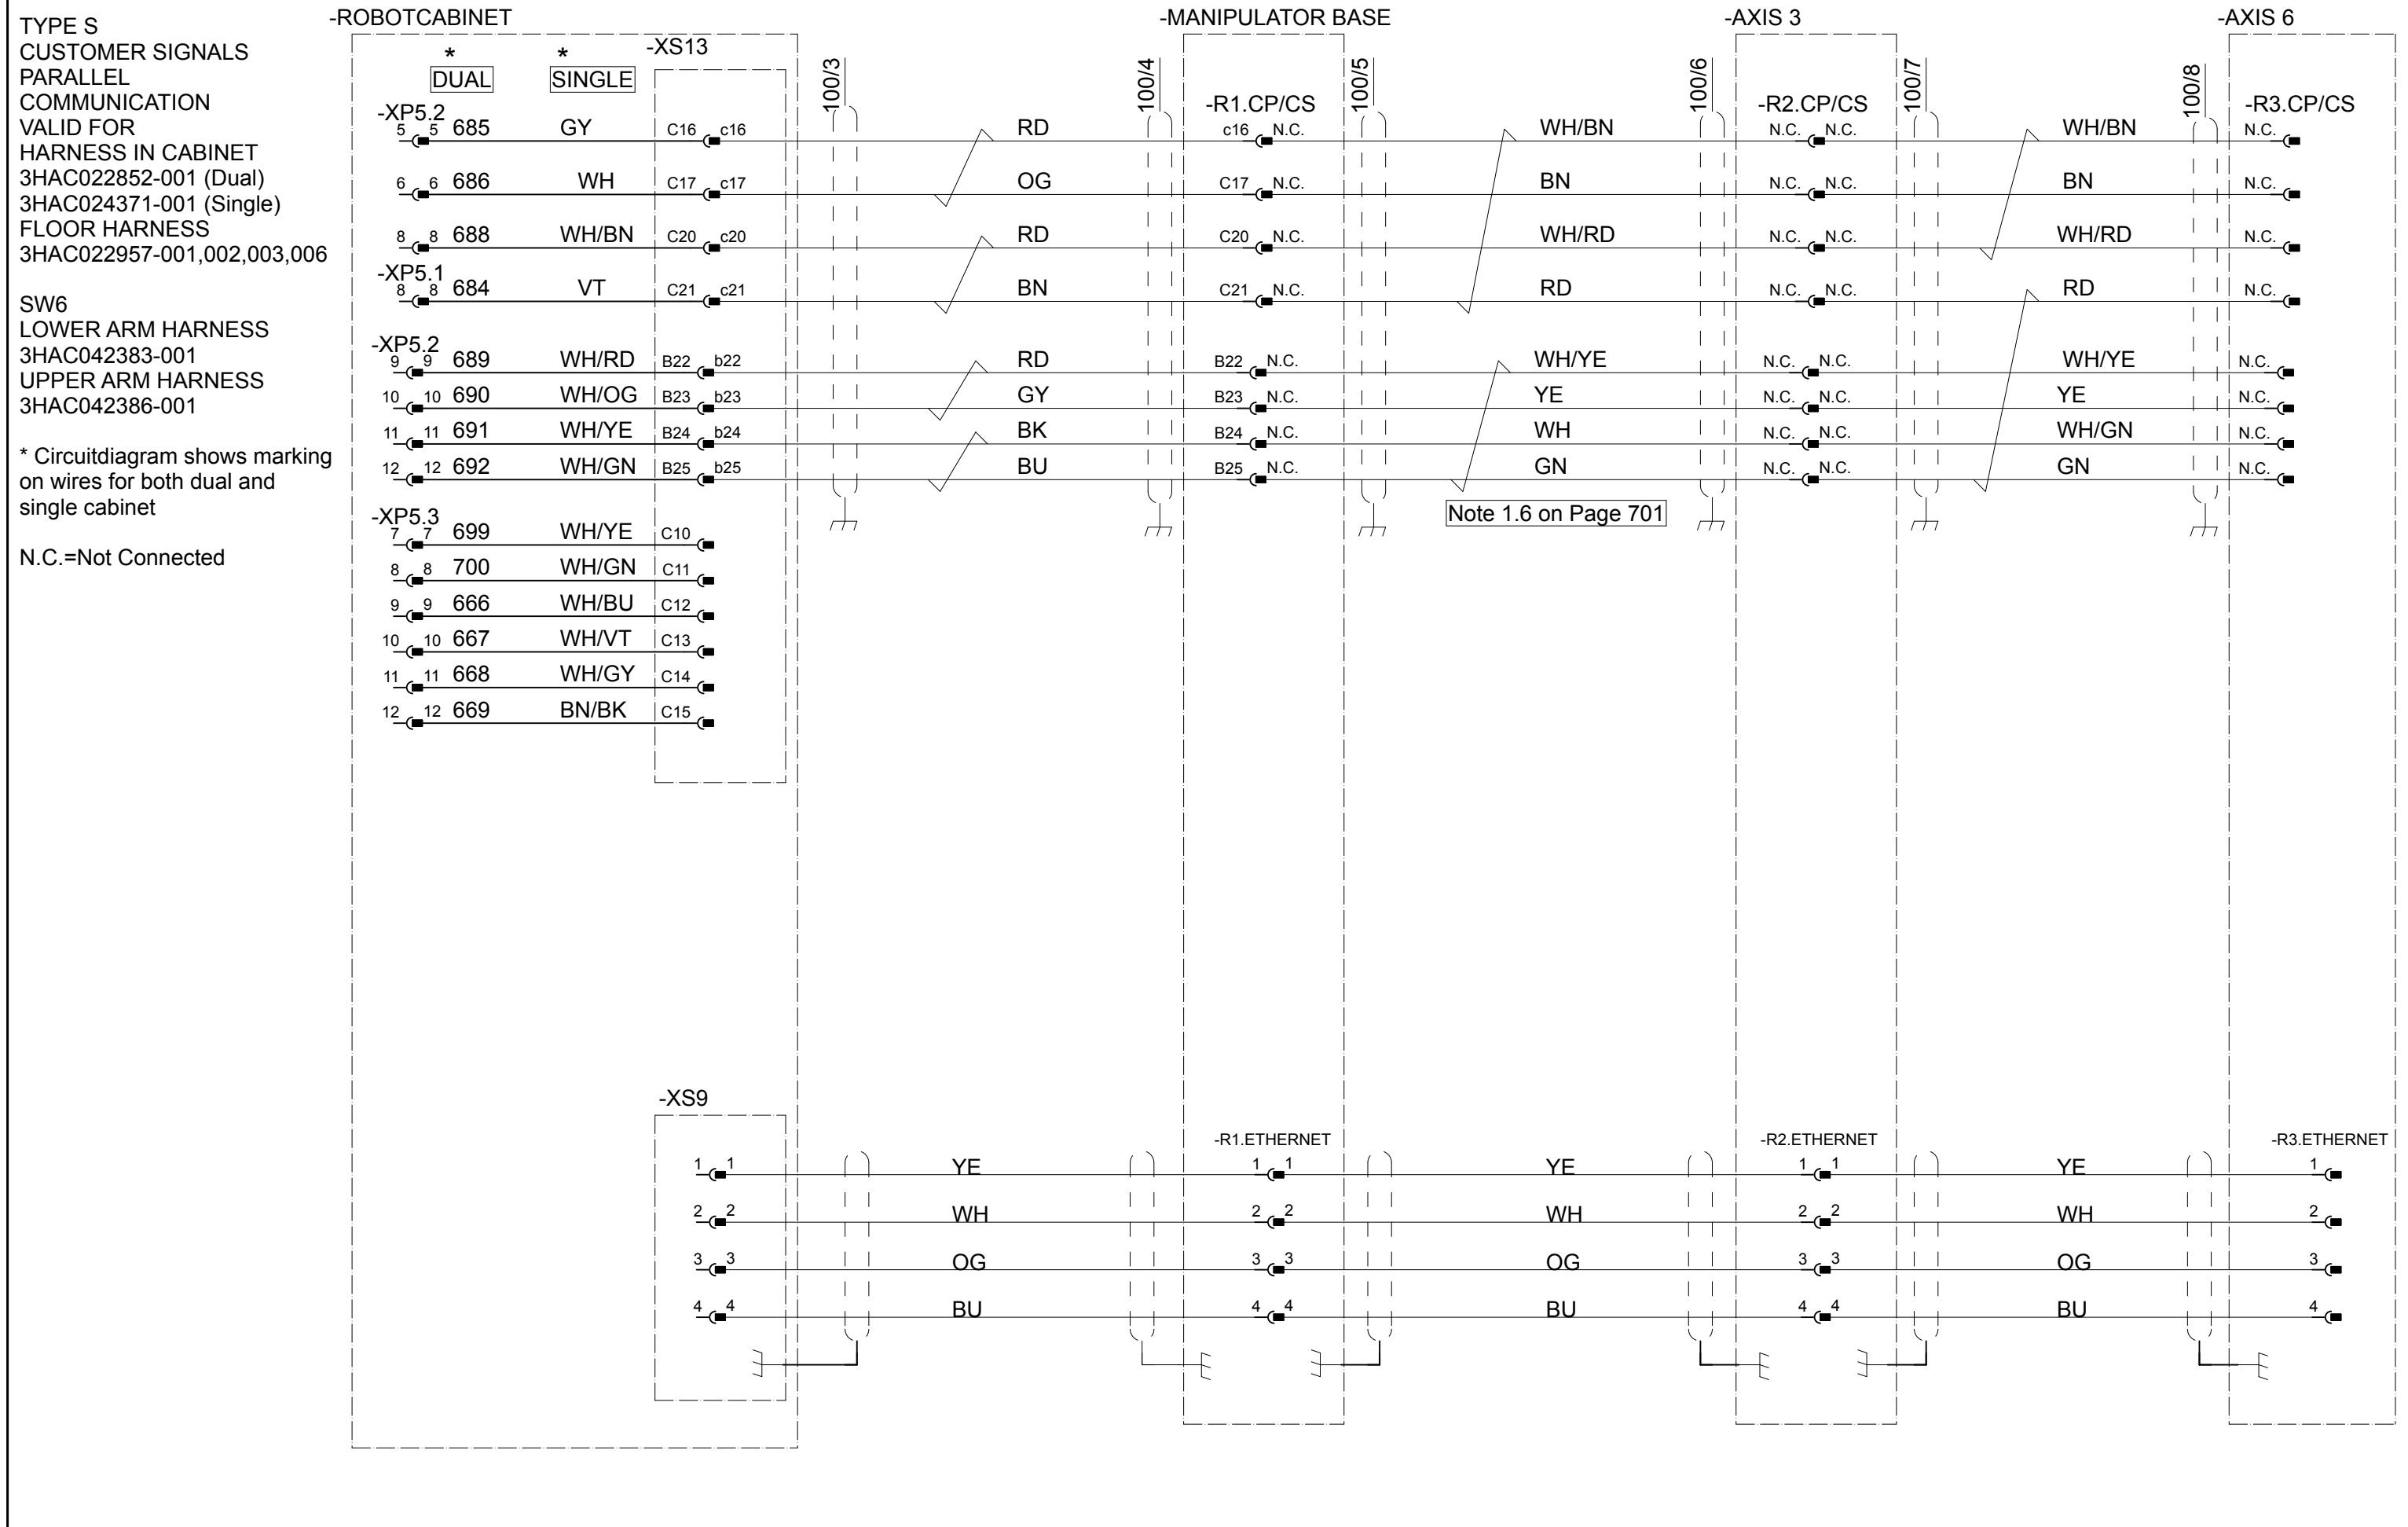 TYPE S
CUSTOMER SIGNALS
PARALLEL
COMMUNICATION
VALID FOR
HARNESS IN CABINET
3HAC022852-001 (Dual)
3HAC024371-001 (Single)
FLOOR HARNESS
3HAC022957-001,002,003,006
SW6
LOWER ARM HARNESS
3HAC042383-001
UPPER ARM HARNESS
3HAC042386-001
* Circuitdiagram shows marking
on wires for both dual and
single cabinet
N.C.=Not Connected
-ROBOTCABINET -MANIPULATOR BASE -AXIS 3 -AXIS 6
* * -XS13
DUAL SINGLE
100/3 100/4 100/5 100/6 100/7 100/8
-R1.CP/CS -R2.CP/CS -R3.CP/CS
-XP5.2
5 5 685 GY C16 c16 RD c16 N.C. WH/BN N.C. N.C. WH/BN N.C.
6 6 686 WH C17 c17 OG C17 N.C. BN N.C. N.C. BN N.C.
8 8 688 WH/BN C20 c20 RD C20 N.C. WH/RD N.C. N.C. WH/RD N.C.
-XP5.1
8 8 684 VT C21 c21 BN C21 N.C. RD N.C. N.C. RD N.C.
-XP5.2
9 9 689 WH/RD B22 b22 RD B22 N.C. WH/YE N.C. N.C. WH/YE N.C.
10 10 690 WH/OG B23 b23 GY B23 N.C. YE N.C. N.C. YE N.C.
11 11 691 WH/YE B24 b24 BK B24 N.C. WH N.C. N.C. WH/GN N.C.
12 12 692 WH/GN B25 b25 BU B25 N.C. GN N.C. N.C. GN N.C.
Note 1.6 on Page 701
-XP5.3
7 7 699 WH/YE C10
8 8 700 WH/GN C11
9 9 666 WH/BU C12
10 10 667 WH/VT C13
11 11 668 WH/GY C14
12 12 669 BN/BK C15
-XS9
-R1.ETHERNET -R2.ETHERNET -R3.ETHERNET
1 1 YE 1 1 YE 1 1 YE 1
2 2 WH 2 2 WH 2 2 WH 2
3 3 OG 3 3 OG 3 3 OG 3
4 4 BU 4 4 BU 4 4 BU 4